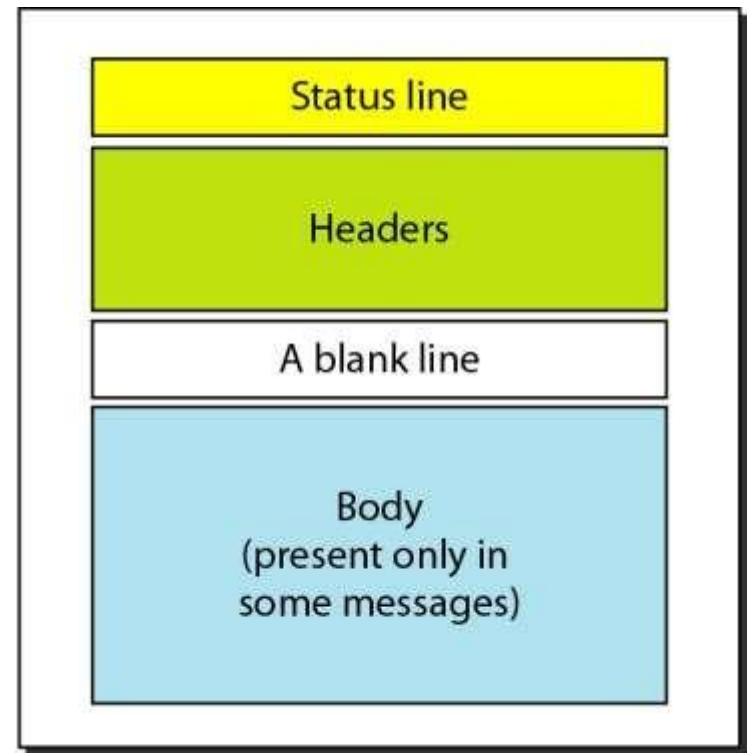 Status line
Headers
A blank line
Body
(present only in
some messages)